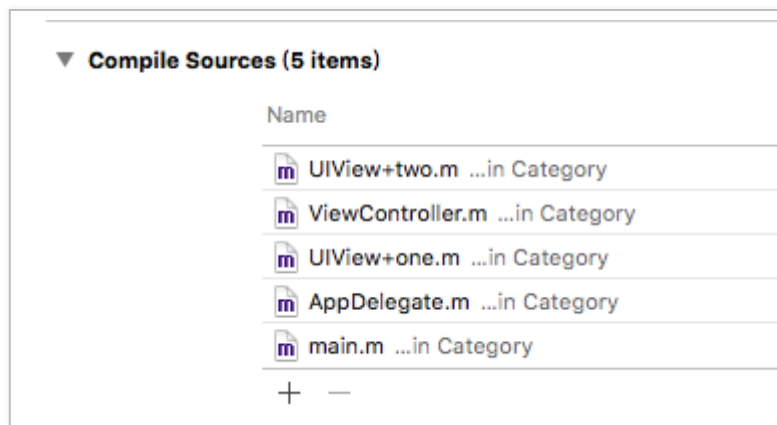 ▼ Compile Sources (5 items)
Name
m UIView+two.m ...in Category
m ViewController.m ...in Category
m UIView+one.m ...in Category
m AppDelegate.m ...in Category
m main.m ...in Category
+ −